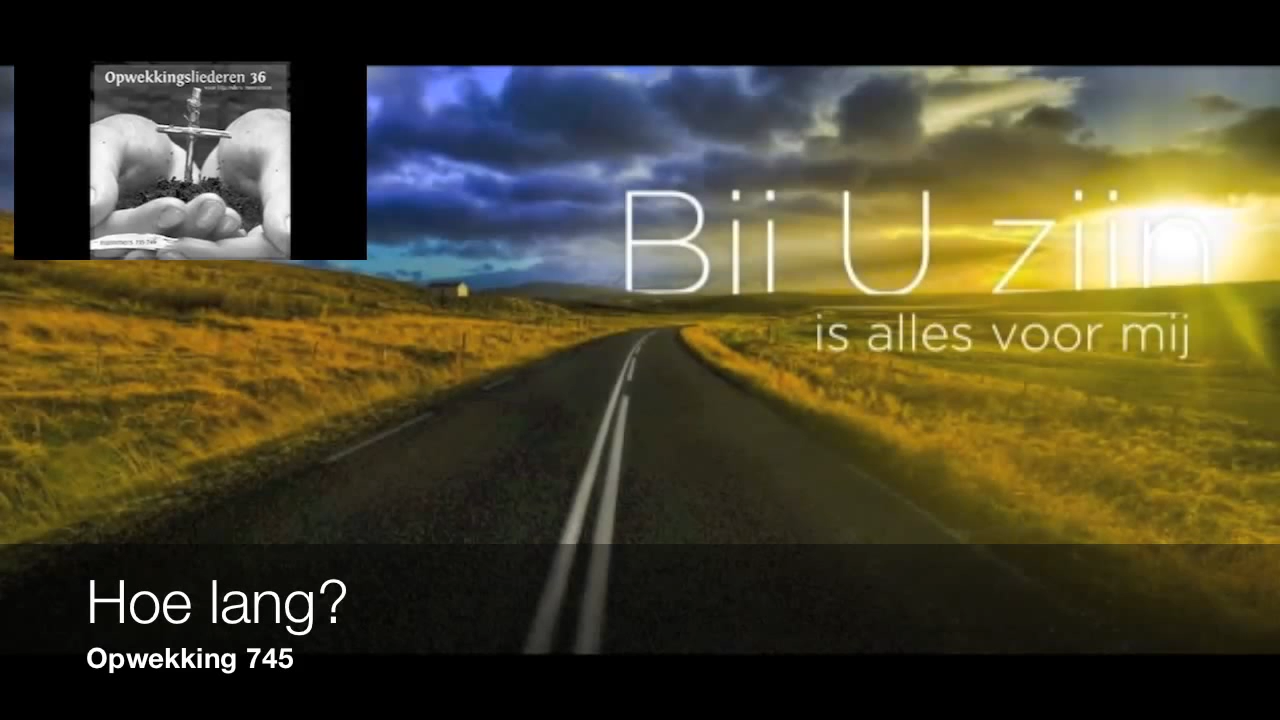 Opwekkingsliederen 36
Bij U zijn
is alles voor mij
Hoe lang?
Opwekking 745